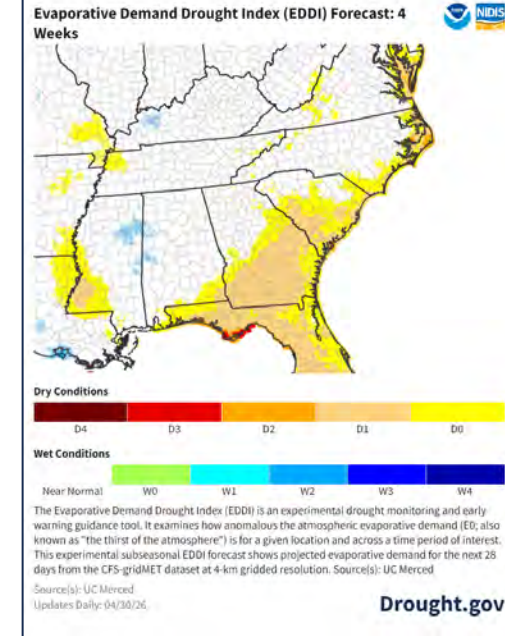 Evaporative Demand Drought Index (EDDI) Forecast: 4
Weeks
NIDIS
Dry Conditions
D4 D3 D2 D1 D0
Wet Conditions
Near Normal W0 W1 W2 W3 W4
The Evaporative Demand Drought Index (EDDI) is an experimental drought monitoring and early
warning guidance tool. It examines how anomalous the atmospheric evaporative demand (E0; also
known as "the thirst of the atmosphere") is for a given location and across a time period of interest.
This experimental subseasonal EDDI forecast shows projected evaporative demand for the next 28
days from the CFS-gridMET dataset at 4-km gridded resolution. Source(s): UC Merced
Source(s): UC Merced
Updates Daily: 04/30/26
Drought.gov